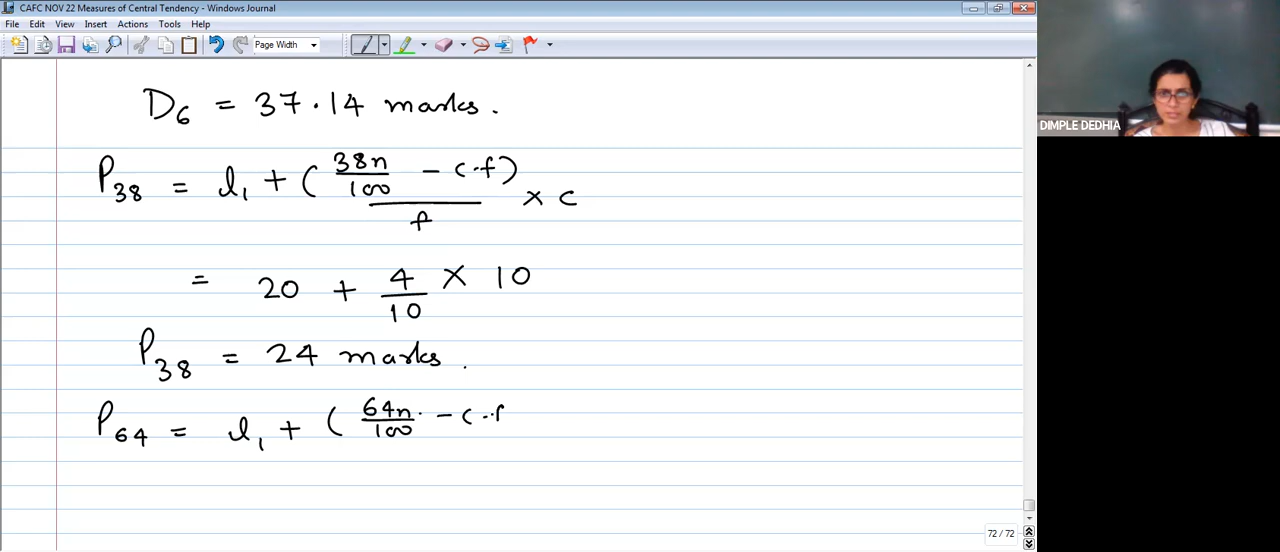 CAFC NOV 22 Measures of Central Tendency - Windows Journal
File Edit View Insert Actions Tools Help
Page Width
D6 = 37.14 marks.
P38 = l1 + (38n/100 - c.f) / f × c
= 20 + 4/10 × 10
P38 = 24 marks.
P64 = l1 + (64n/100 - c.f
72 / 72
DIMPLE DEDHIA